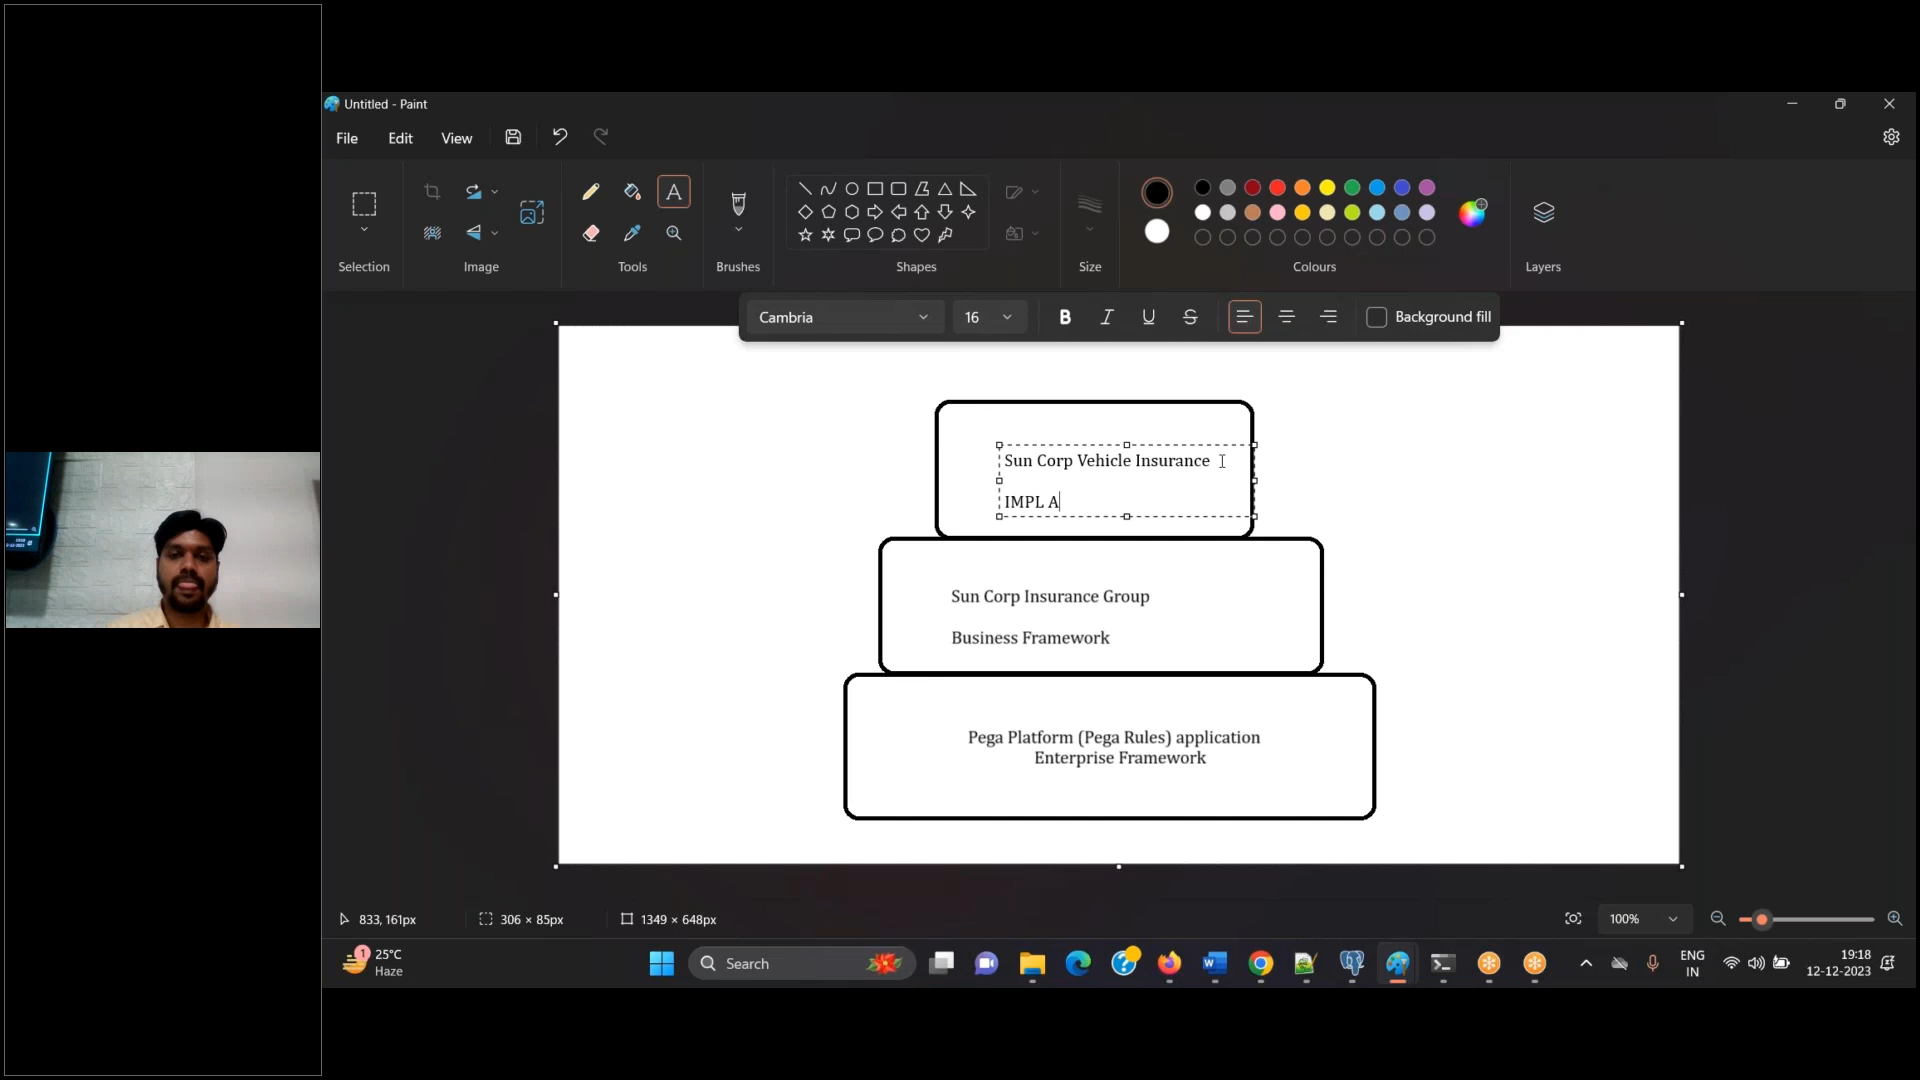 Untitled - Paint
File Edit View
Selection Image Tools Brushes Shapes Size Colours Layers
Cambria 16 B I U S Background fill
Sun Corp Vehicle Insurance
IMPL A
Sun Corp Insurance Group
Business Framework
Pega Platform (Pega Rules) application
Enterprise Framework
833, 161px 306 × 85px 1349 × 648px 100%
1 25°C
Haze
Search
ENG
IN
19:18
12-12-2023